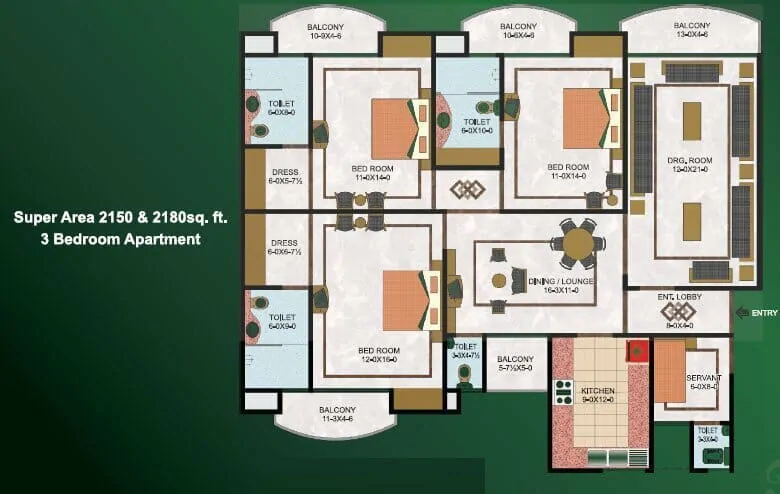 BALCONY
10-9X4-6
BALCONY
10-6X4-6
BALCONY
13-0X4-6
TOILET
6-0X8-0
TOILET
6-0X10-0
BED ROOM
11-0X14-0
BED ROOM
11-0X14-0
DRG. ROOM
12-0X21-0
DRESS
6-0X5-7½
Super Area 2150 & 2180sq. ft.
3 Bedroom Apartment
DRESS
6-0X6-7½
DINING / LOUNGE
16-3X11-0
ENT. LOBBY
8-0X4-0
ENTRY
TOILET
6-0X9-0
BED ROOM
12-0X16-0
TOILET
3-0X4-7½
BALCONY
5-7½X5-0
KITCHEN
9-0X12-0
SERVANT
6-0X8-0
BALCONY
11-3X4-6
TOILET
3-3X4-0